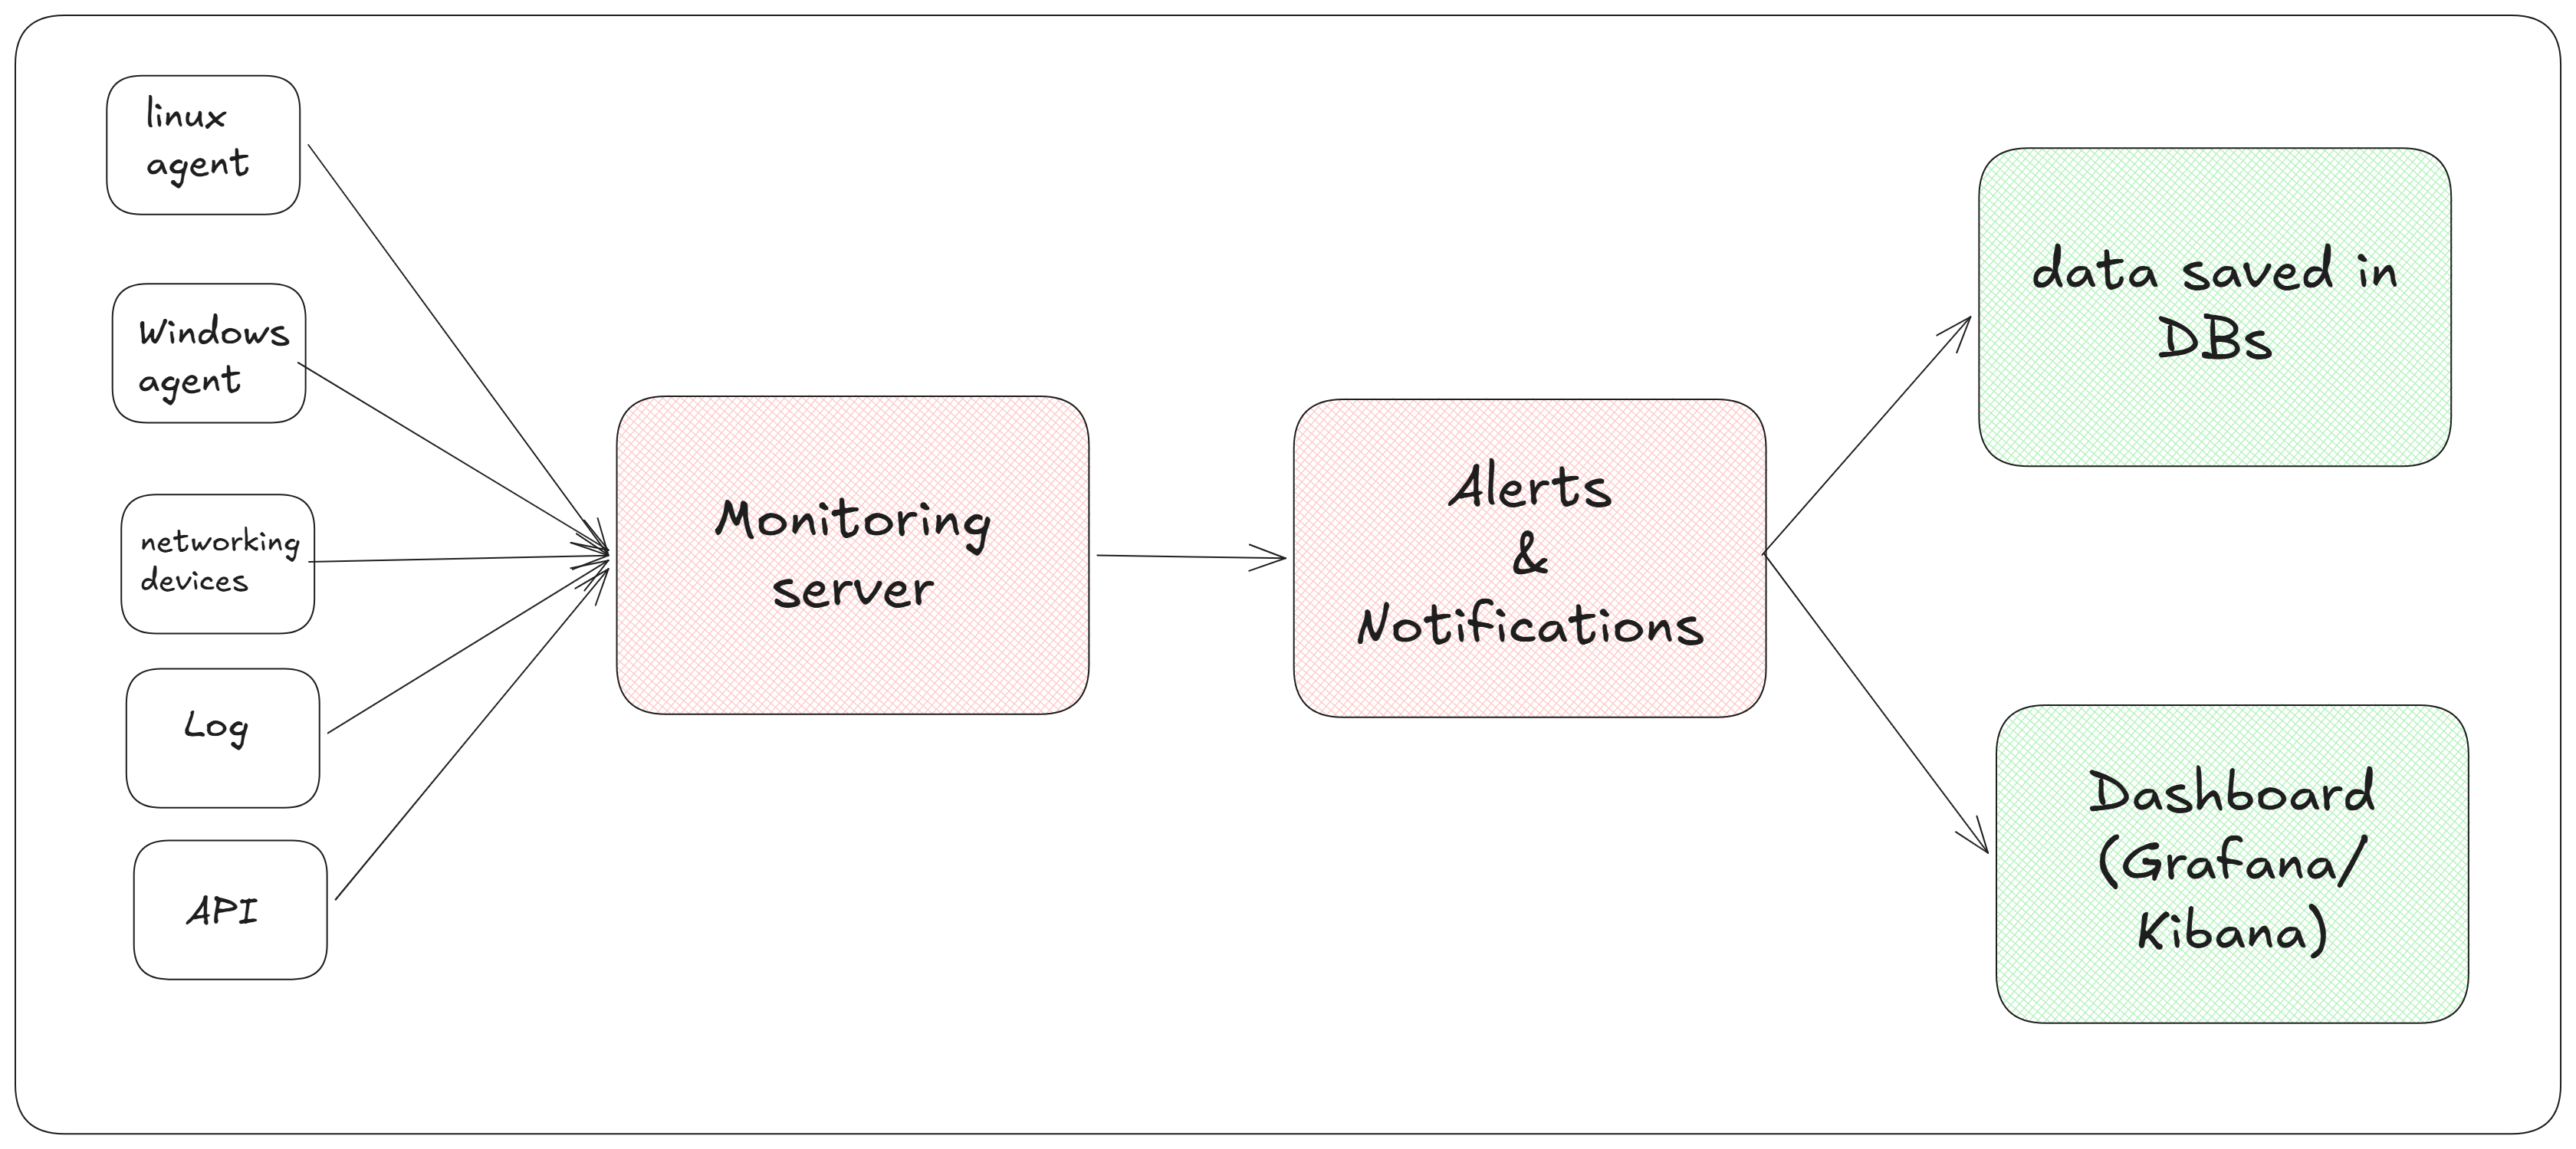 linux
agent
Windows
agent
networking
devices
Log
API
Monitoring
server
Alerts
&
Notifications
data saved in
DBs
Dashboard
(Grafana/
Kibana)